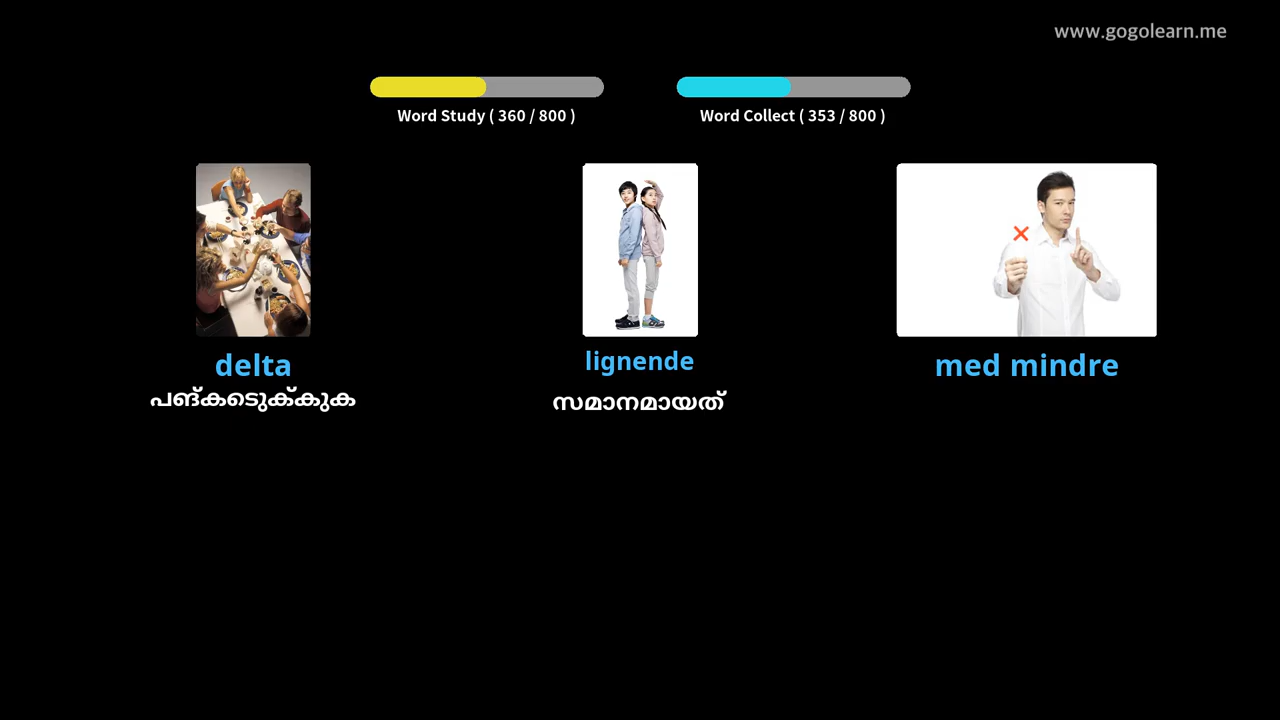 www.gogolearn.me
Word Study ( 360 / 800 )
Word Collect ( 353 / 800 )
delta
lignende
med mindre
പങ്കടെുക്കുക
സമാനമായത്